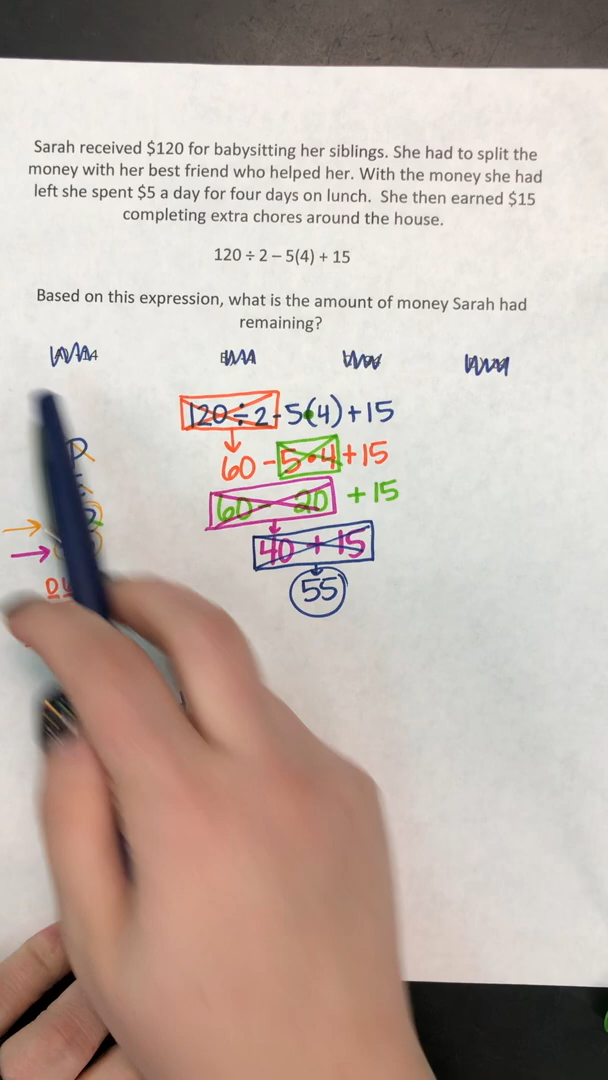 Sarah received $120 for babysitting her siblings. She had to split the
money with her best friend who helped her. With the money she had
left she spent $5 a day for four days on lunch. She then earned $15
completing extra chores around the house.
120 ÷ 2 – 5(4) + 15
Based on this expression, what is the amount of money Sarah had
remaining?
120÷2-5(4)+15
60-5•4+15
60-20 +15
40+15
55